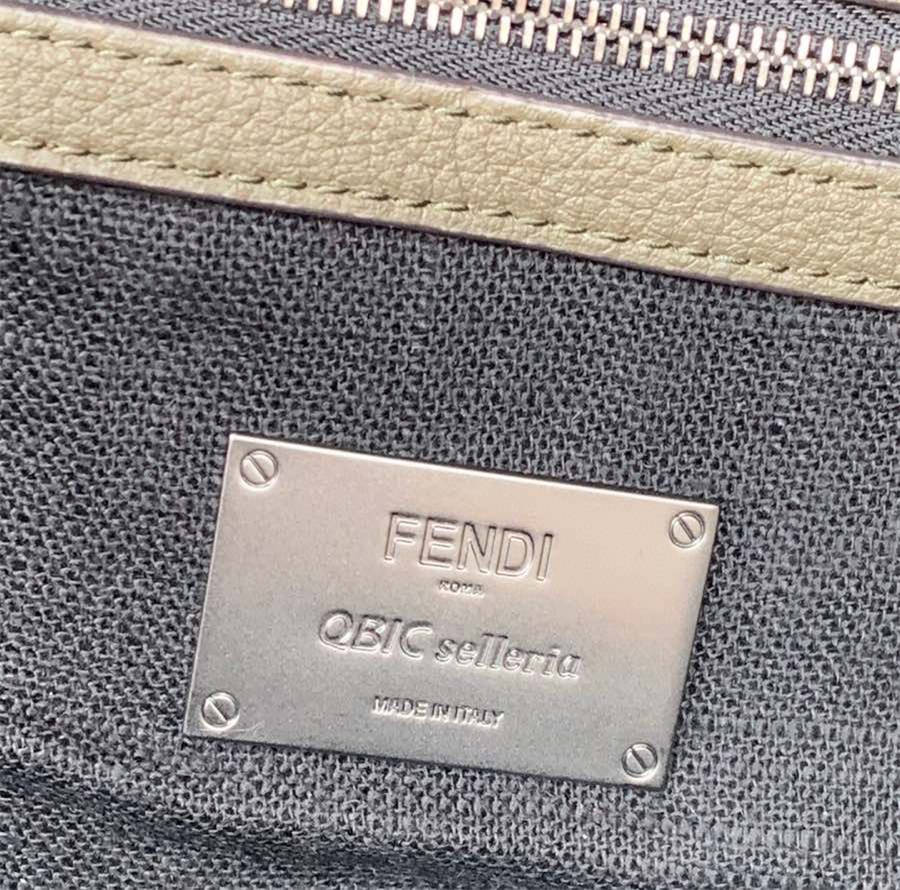 FENDI
ROMA
QBIC selleria
MADE IN ITALY